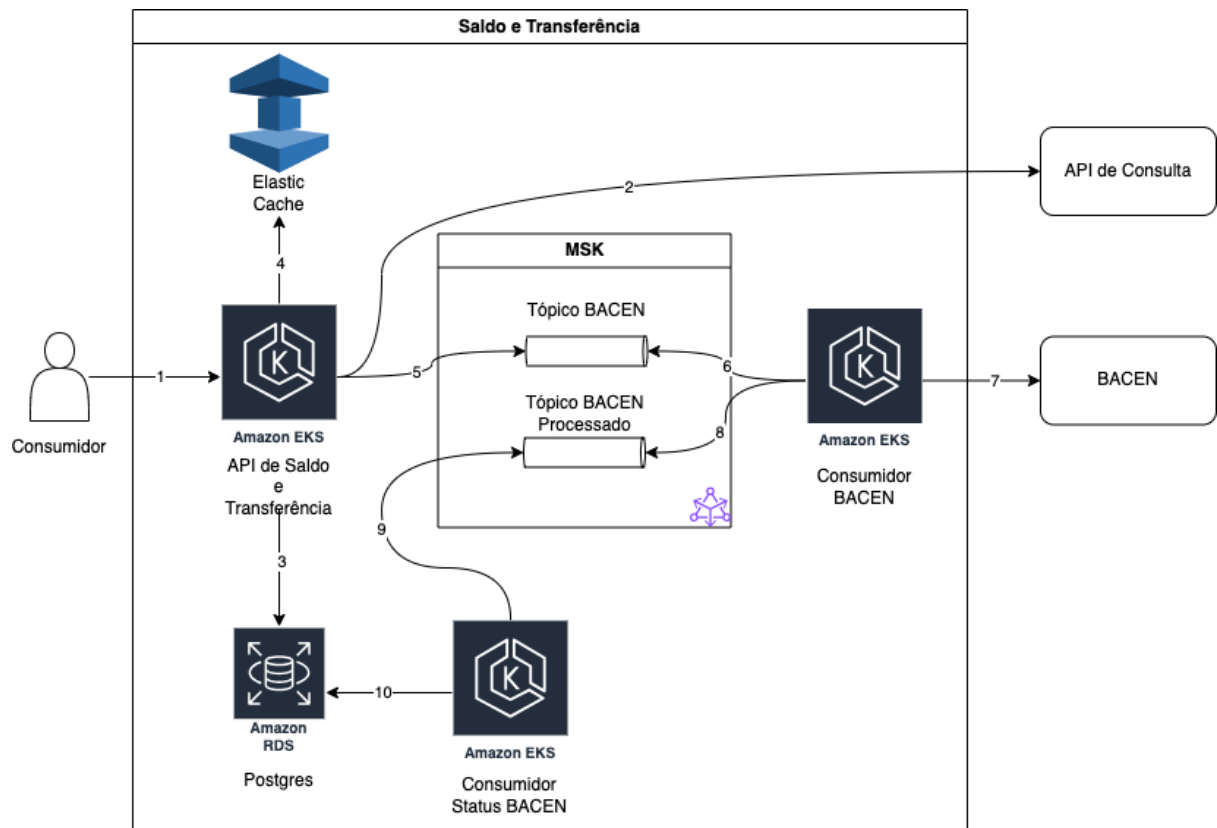 Saldo e Transferência
Elastic
Cache
2
API de Consulta
4
MSK
Tópico BACEN
5
6
1
Consumidor
Amazon EKS
API de Saldo
e
Transferência
Tópico BACEN
Processado
8
7
BACEN
Amazon EKS
Consumidor
BACEN
9
3
Amazon
RDS
Postgres
10
Amazon EKS
Consumidor
Status BACEN